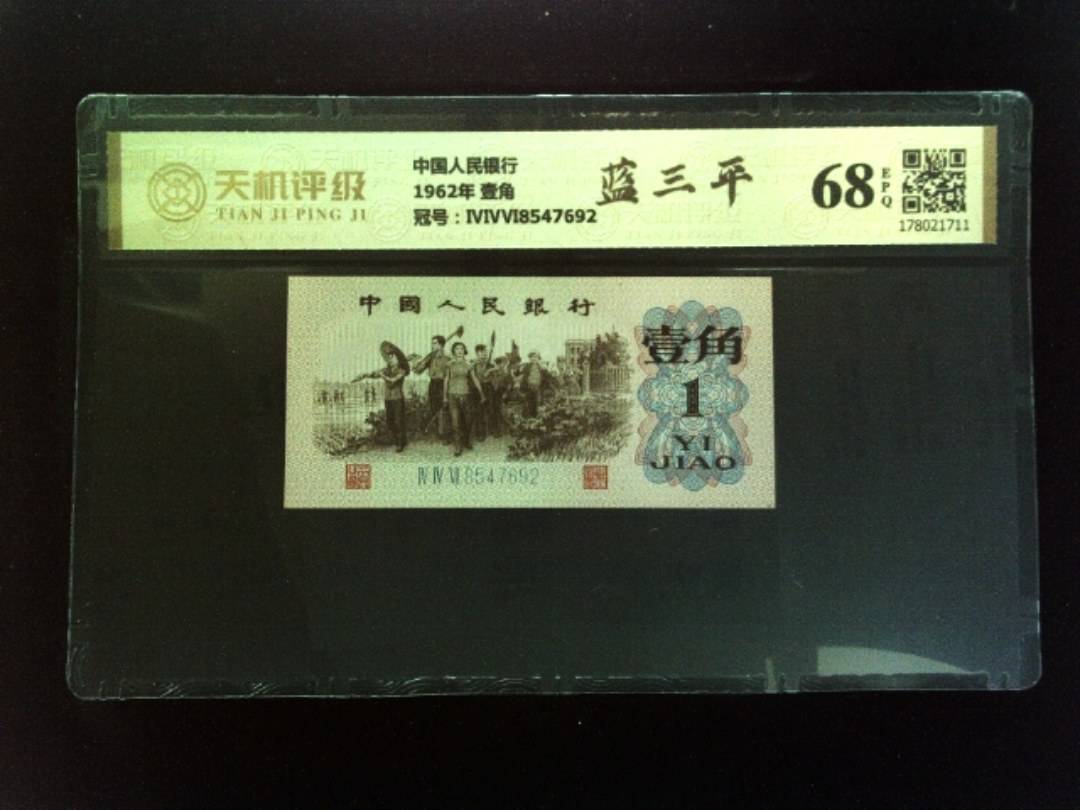 天机评级
TIAN JI PING JI
中国人民银行
1962年 壹角
冠号：ⅣⅣⅥ8547692
蓝三平
68
EPQ
178021711
中國人民銀行
壹角
1
YI
JIAO
ⅣⅣⅥ8547692